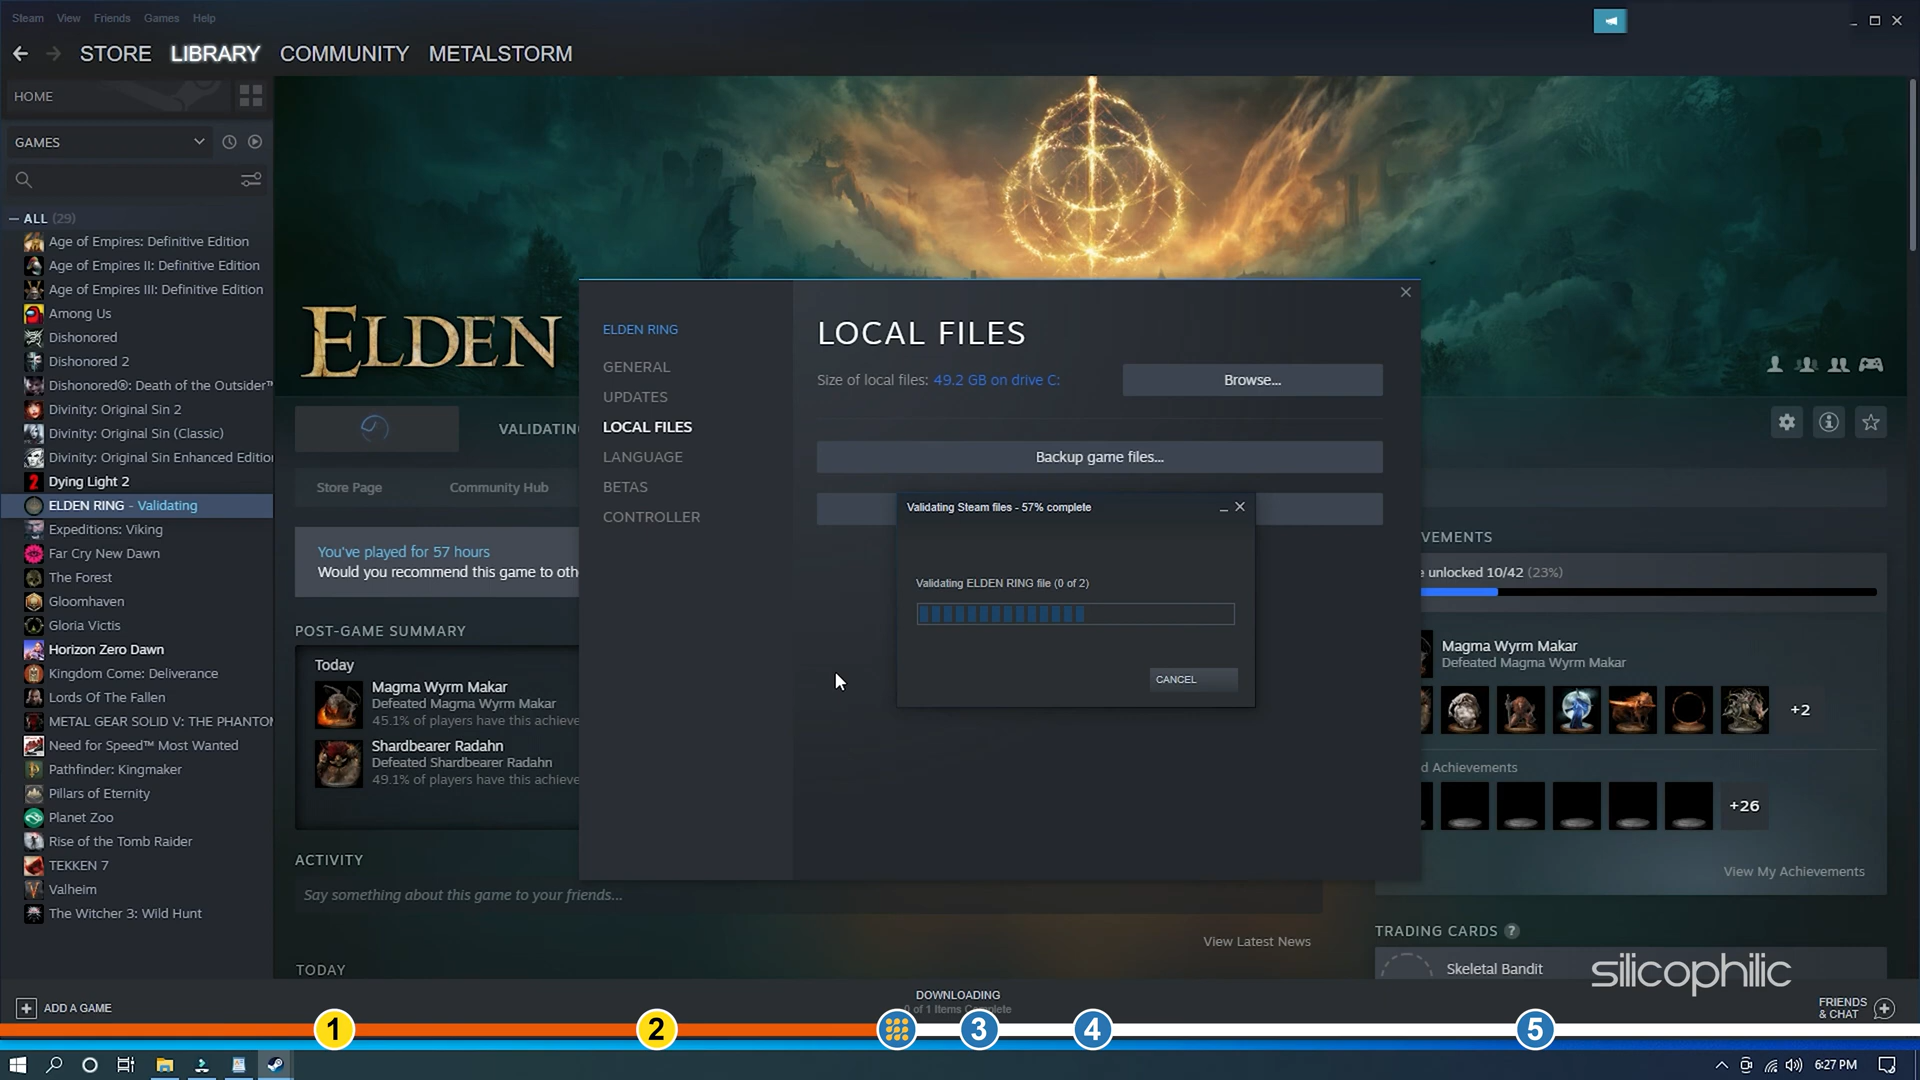 Steam View Friends Games Help
STORE LIBRARY COMMUNITY METALSTORM
HOME
GAMES
ALL (29)
Age of Empires: Definitive Edition
Age of Empires II: Definitive Edition
Age of Empires III: Definitive Edition
Among Us
Dishonored
Dishonored 2
Dishonored®: Death of the Outsider™
Divinity: Original Sin 2
Divinity: Original Sin (Classic)
Divinity: Original Sin Enhanced Editio
Dying Light 2
ELDEN RING - Validating
Expeditions: Viking
Far Cry New Dawn
The Forest
Gloomhaven
Gloria Victis
Horizon Zero Dawn
Kingdom Come: Deliverance
Lords Of The Fallen
METAL GEAR SOLID V: THE PHANTO
Need for Speed™ Most Wanted
Pathfinder: Kingmaker
Pillars of Eternity
Planet Zoo
Rise of the Tomb Raider
TEKKEN 7
Valheim
The Witcher 3: Wild Hunt
ELDEN
VALIDATIN
Store Page Community Hub
You've played for 57 hours
Would you recommend this game to oth
POST-GAME SUMMARY
Today
Magma Wyrm Makar
Defeated Magma Wyrm Makar
45.1% of players have this achieve
Shardbearer Radahn
Defeated Shardbearer Radahn
49.1% of players have this achieve
ACTIVITY
Say something about this game to your friends...
View Latest News
TODAY
ELDEN RING
GENERAL
UPDATES
LOCAL FILES
LANGUAGE
BETAS
CONTROLLER
LOCAL FILES
Size of local files: 49.2 GB on drive C:
Browse...
Backup game files...
Validating Steam files - 57% complete
Validating ELDEN RING file (0 of 2)
CANCEL
VEMENTS
e unlocked 10/42 (23%)
Magma Wyrm Makar
Defeated Magma Wyrm Makar
+2
d Achievements
+26
View My Achievements
TRADING CARDS ?
Skeletal Bandit
silicophilic
ADD A GAME
DOWNLOADING
0 of 1 Items Complete
FRIENDS
& CHAT
1 2 3 4 5
6:27 PM